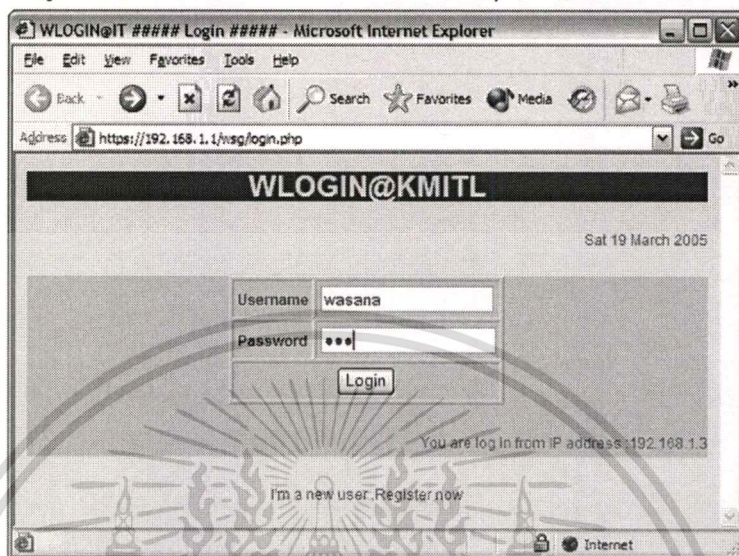 WLOGIN@IT ##### Login ##### - Microsoft Internet Explorer
File Edit View Favorites Tools Help
Back Search Favorites Media
Address https://192.168.1.1/wsg/login.php Go
WLOGIN@KMITL
Sat 19 March 2005
Username wasana
Password •••
Login
You are log in from IP address :192.168.1.3
I'm a new user.Register now
Internet